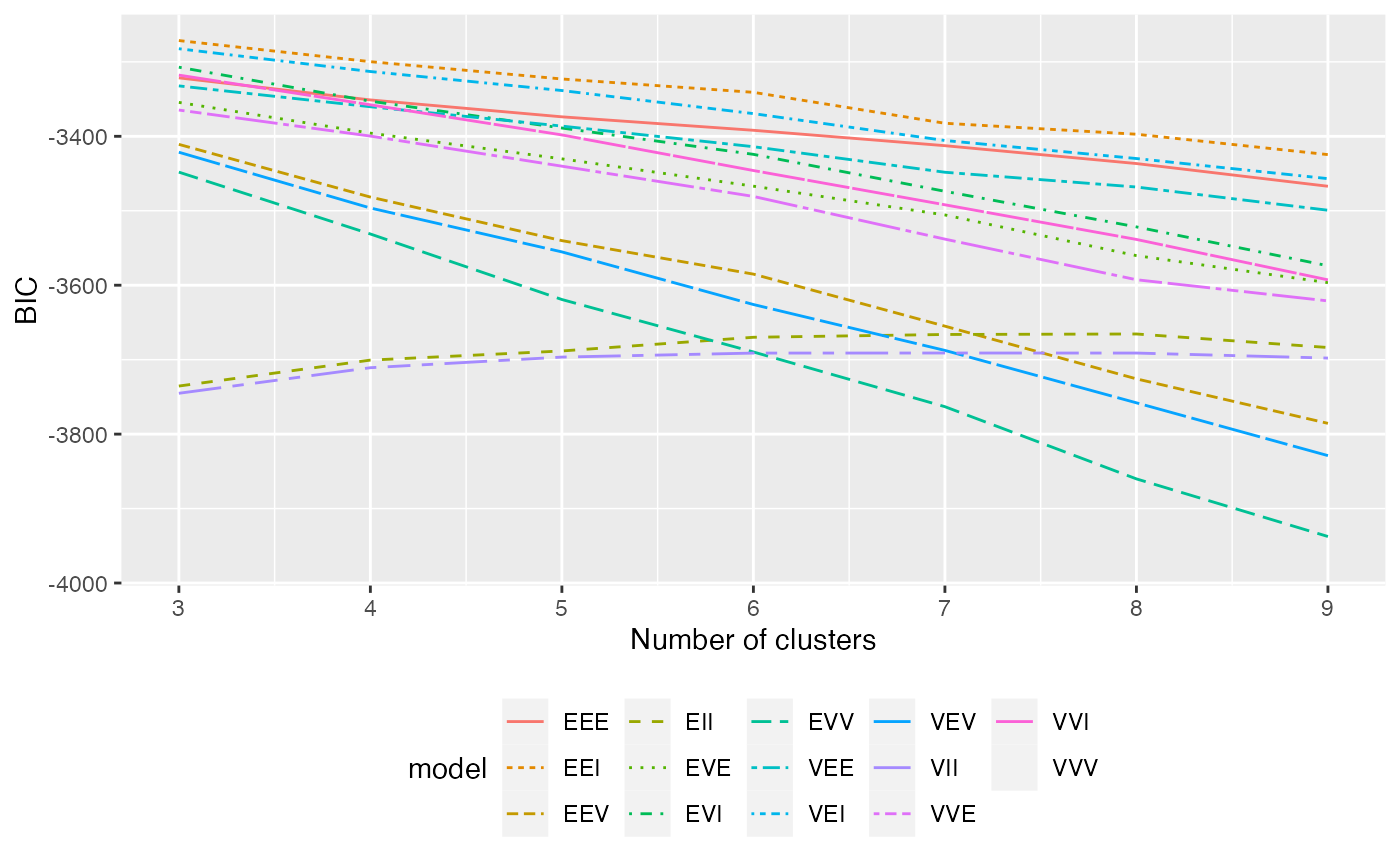 BIC
-3400
-3600
-3800
-4000
3 4 5 6 7 8 9
Number of clusters
model
EEE EII EVV VEV VVI
EEI EVE VEE VII VVV
EEV EVI VEI VVE